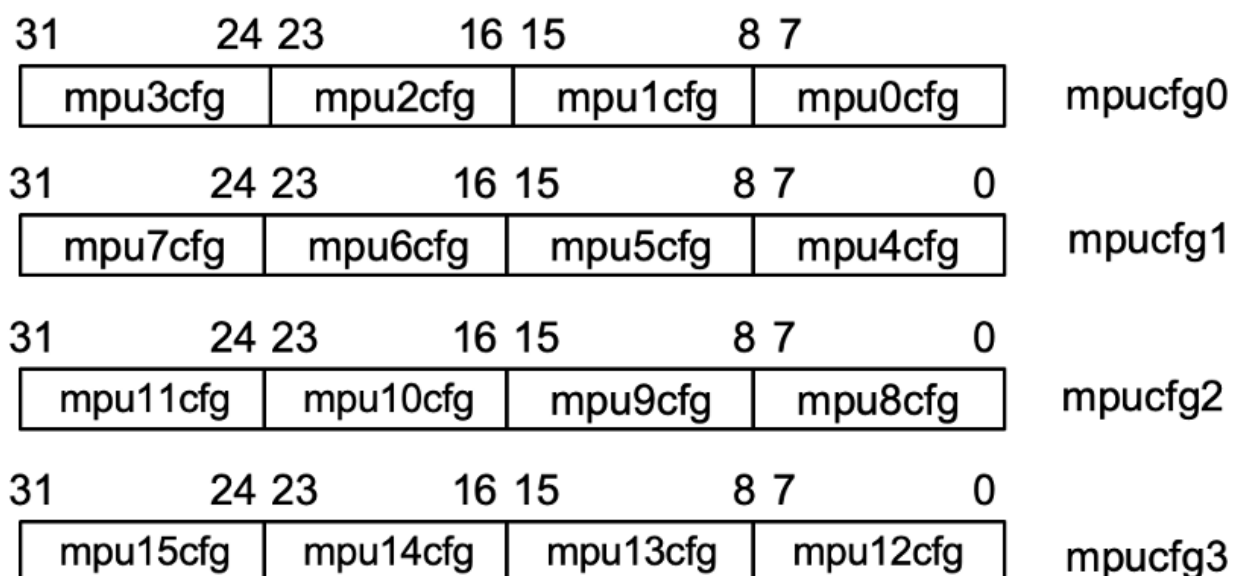 31 24 23 16 15 8 7
mpu3cfg mpu2cfg mpu1cfg mpu0cfg mpucfg0
31 24 23 16 15 8 7 0
mpu7cfg mpu6cfg mpu5cfg mpu4cfg mpucfg1
31 24 23 16 15 8 7 0
mpu11cfg mpu10cfg mpu9cfg mpu8cfg mpucfg2
31 24 23 16 15 8 7 0
mpu15cfg mpu14cfg mpu13cfg mpu12cfg mpucfg3